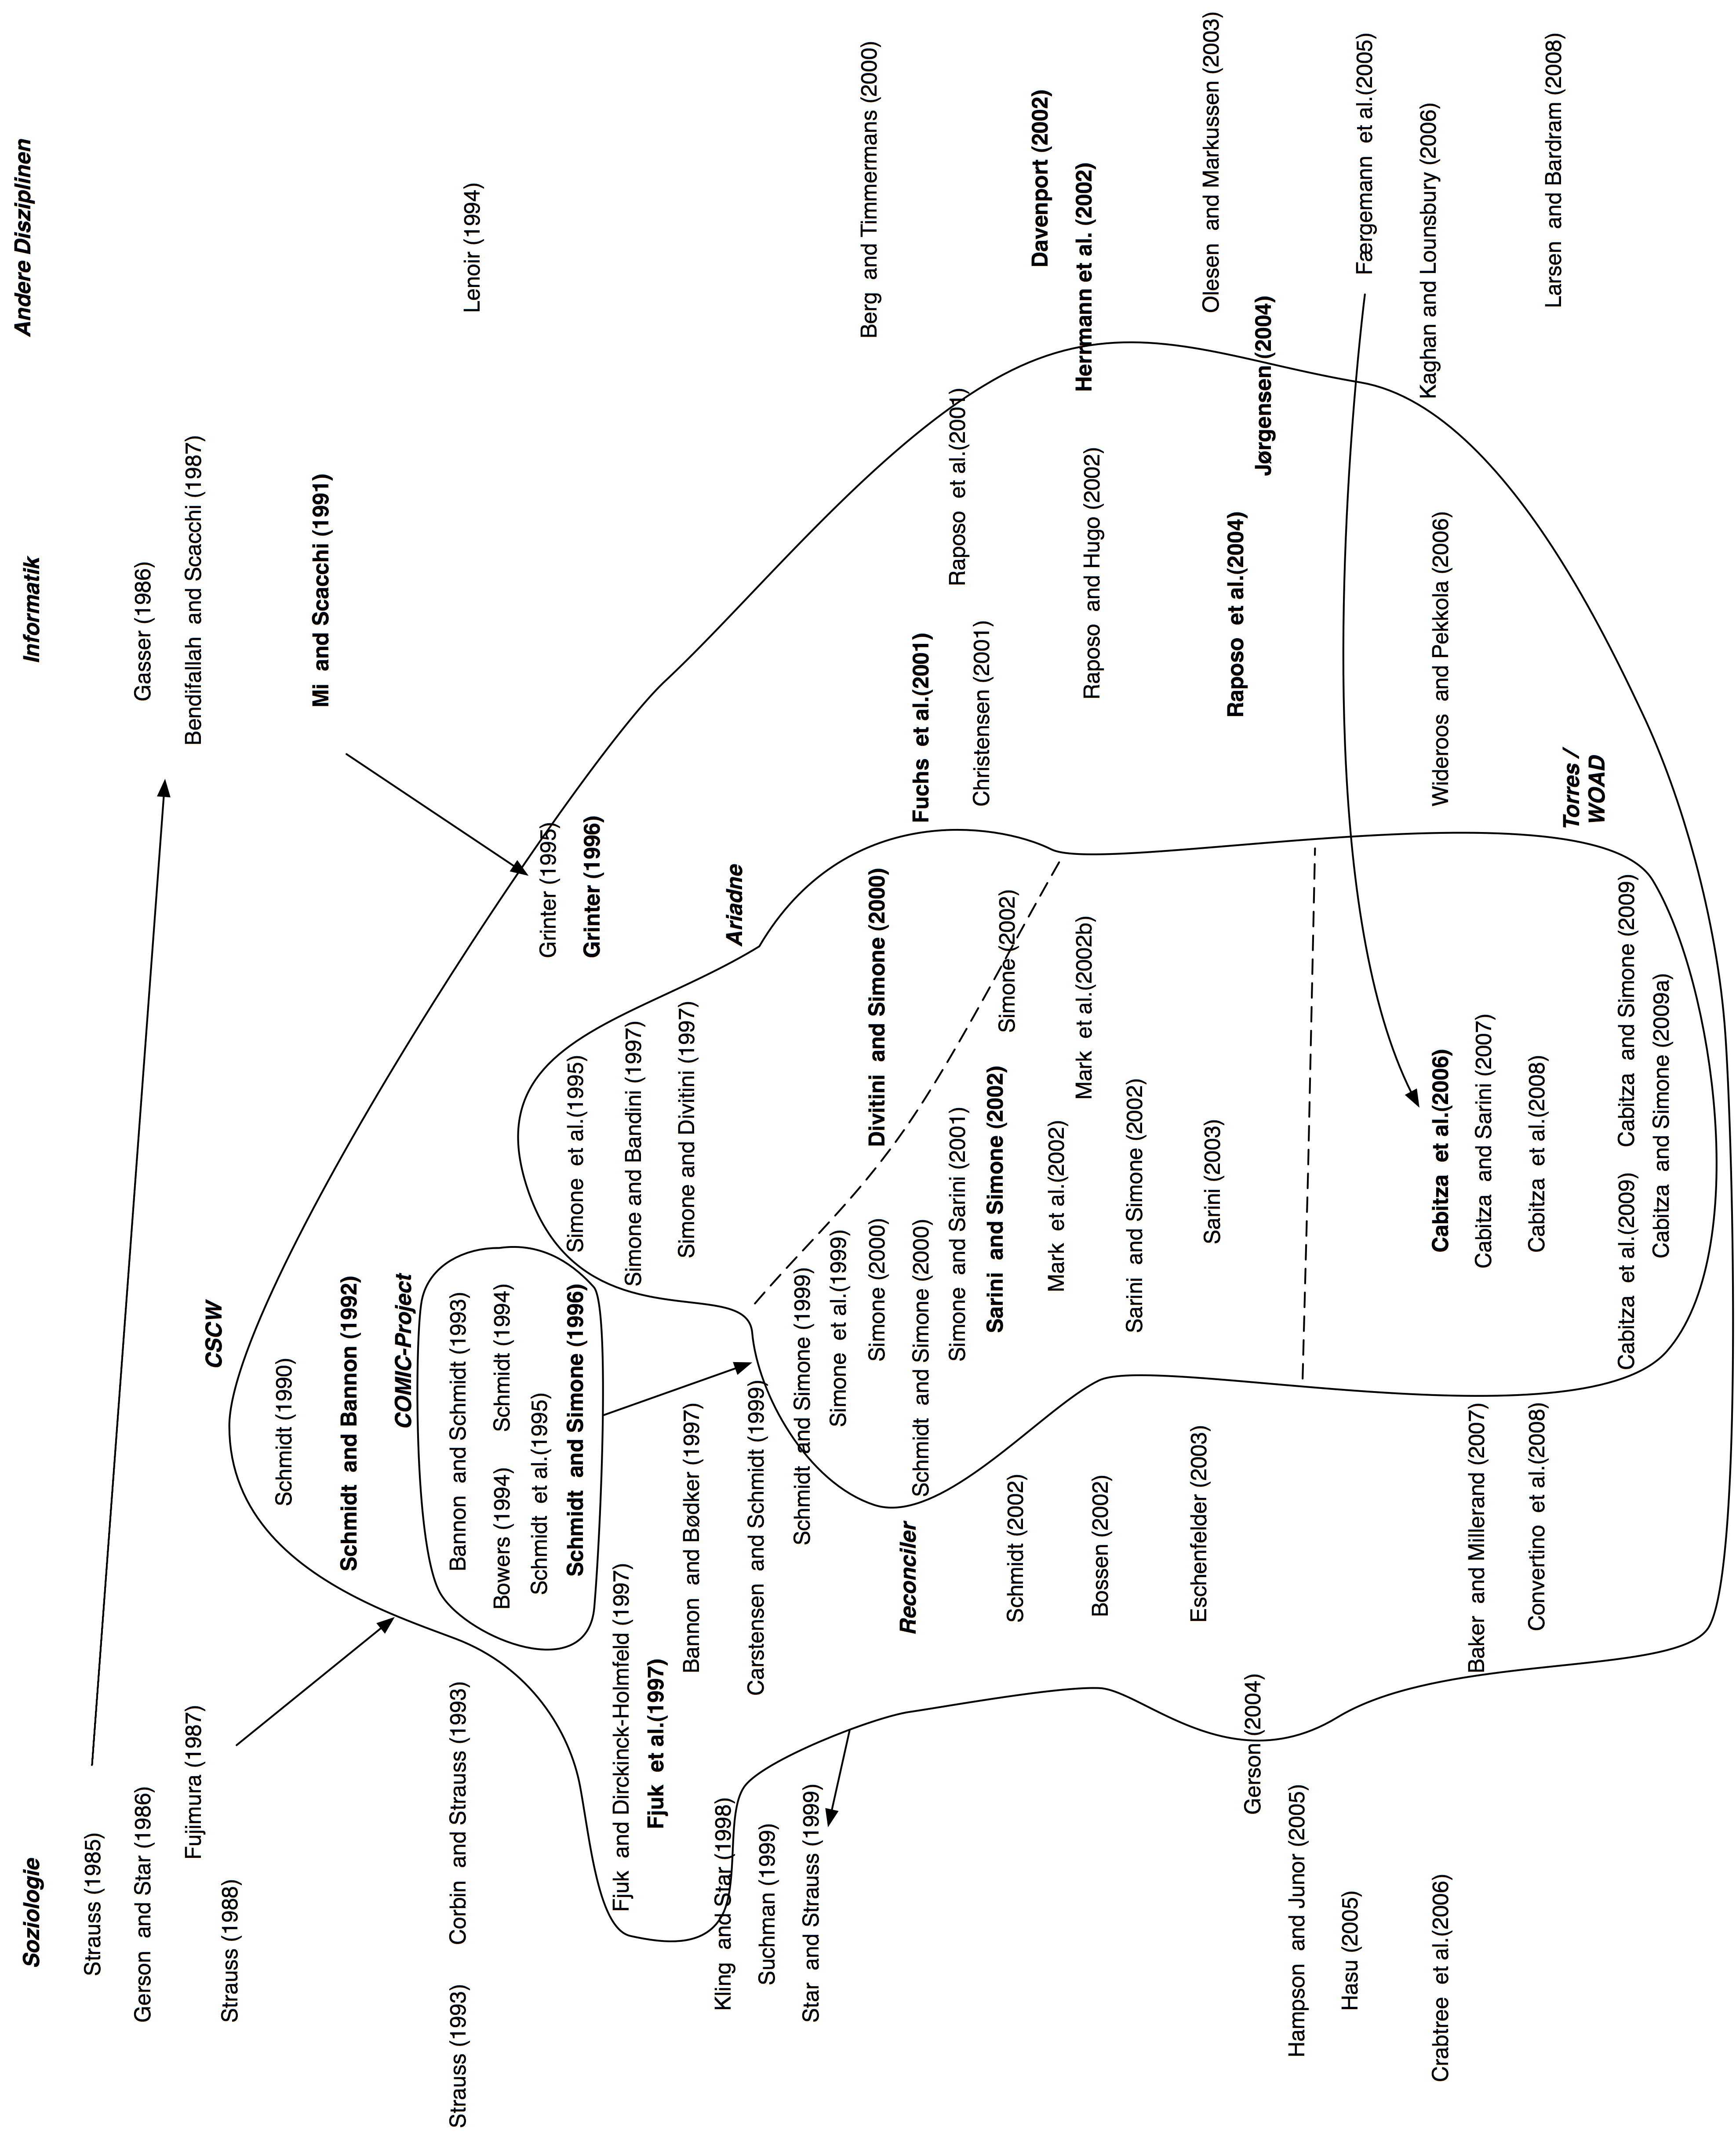 Soziologie
Informatik
Andere Disziplinen
Strauss (1985)
Gerson and Star (1986)
Gasser (1986)
Fujimura (1987)
Bendifallah and Scacchi (1987)
CSCW
Strauss (1988)
Schmidt (1990)
Mi and Scacchi (1991)
Schmidt and Bannon (1992)
COMIC-Project
Strauss (1993)
Corbin and Strauss (1993)
Bannon and Schmidt (1993)
Lenoir (1994)
Bowers (1994)
Schmidt (1994)
Schmidt et al.(1995)
Grinter (1995)
Schmidt and Simone (1996)
Simone et al.(1995)
Grinter (1996)
Fjuk and Dirckinck-Holmfeld (1997)
Simone and Bandini (1997)
Fjuk et al.(1997)
Bannon and Bødker (1997)
Simone and Divitini (1997)
Ariadne
Kling and Star (1998)
Carstensen and Schmidt (1999)
Suchman (1999)
Schmidt and Simone (1999)
Star and Strauss (1999)
Simone et al.(1999)
Simone (2000)
Divitini and Simone (2000)
Berg and Timmermans (2000)
Reconciler
Schmidt and Simone (2000)
Fuchs et al.(2001)
Simone and Sarini (2001)
Raposo et al.(2001)
Christensen (2001)
Sarini and Simone (2002)
Simone (2002)
Schmidt (2002)
Davenport (2002)
Mark et al.(2002)
Mark et al.(2002b)
Herrmann et al. (2002)
Bossen (2002)
Raposo and Hugo (2002)
Sarini and Simone (2002)
Eschenfelder (2003)
Sarini (2003)
Olesen and Markussen (2003)
Raposo et al.(2004)
Gerson (2004)
Jørgensen (2004)
Hampson and Junor (2005)
Hasu (2005)
Færgemann et al.(2005)
Crabtree et al.(2006)
Cabitza et al.(2006)
Wideroos and Pekkola (2006)
Kaghan and Lounsbury (2006)
Baker and Millerand (2007)
Cabitza and Sarini (2007)
Convertino et al.(2008)
Cabitza et al.(2008)
Larsen and Bardram (2008)
Torres /
WOAD
Cabitza et al.(2009)
Cabitza and Simone (2009)
Cabitza and Simone (2009a)